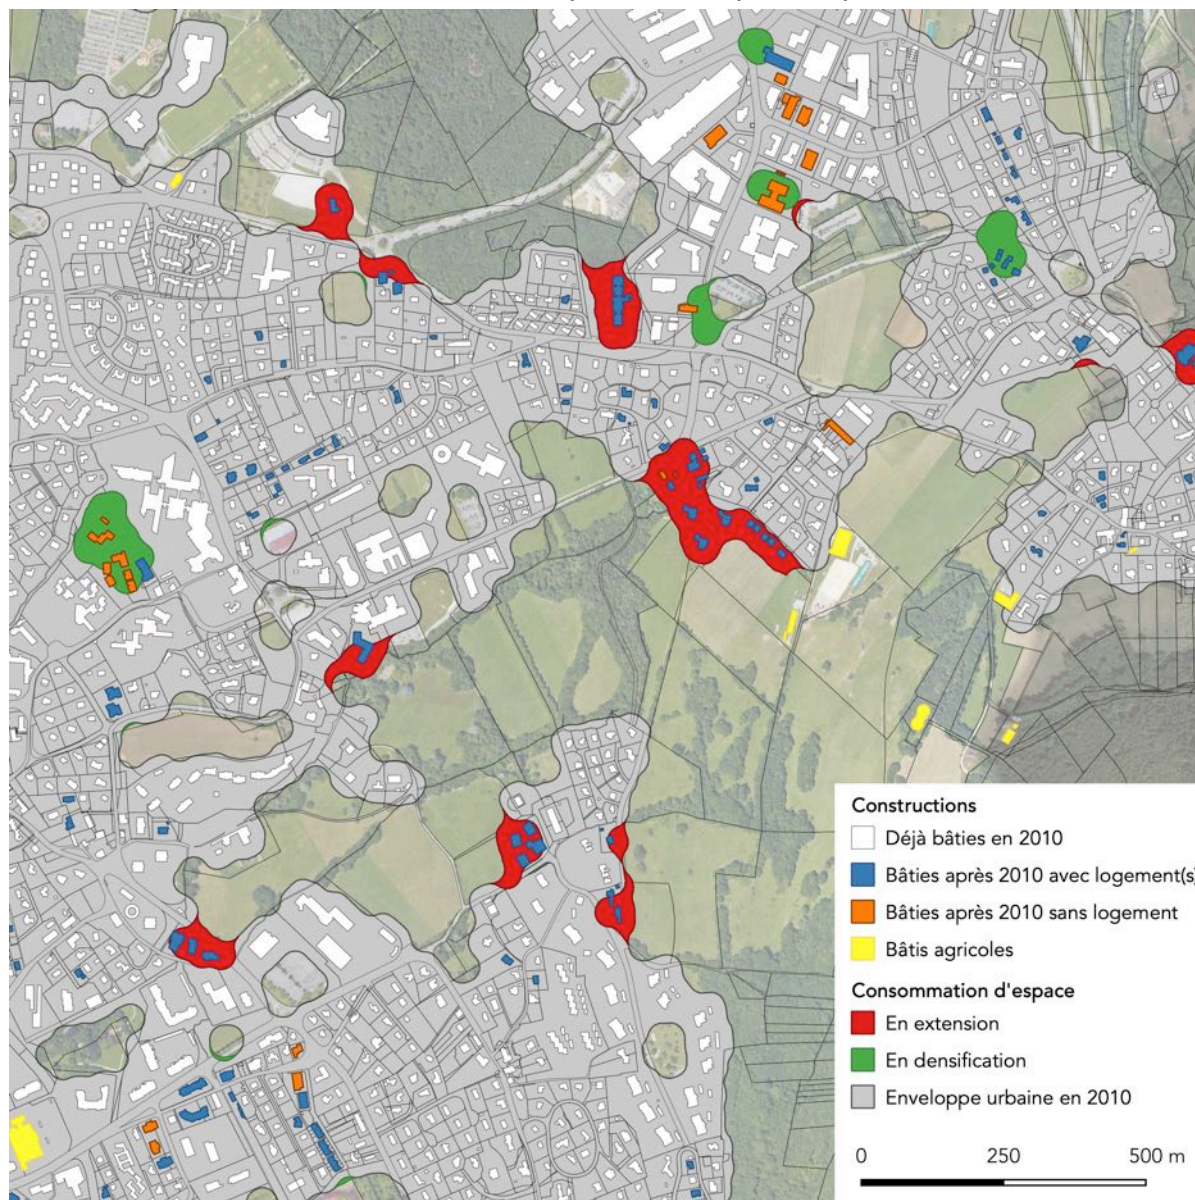 Constructions
Déjà bâties en 2010
Bâties après 2010 avec logement(s
Bâties après 2010 sans logement
Bâtis agricoles
Consommation d'espace
En extension
En densification
Enveloppe urbaine en 2010
0 250 500 m